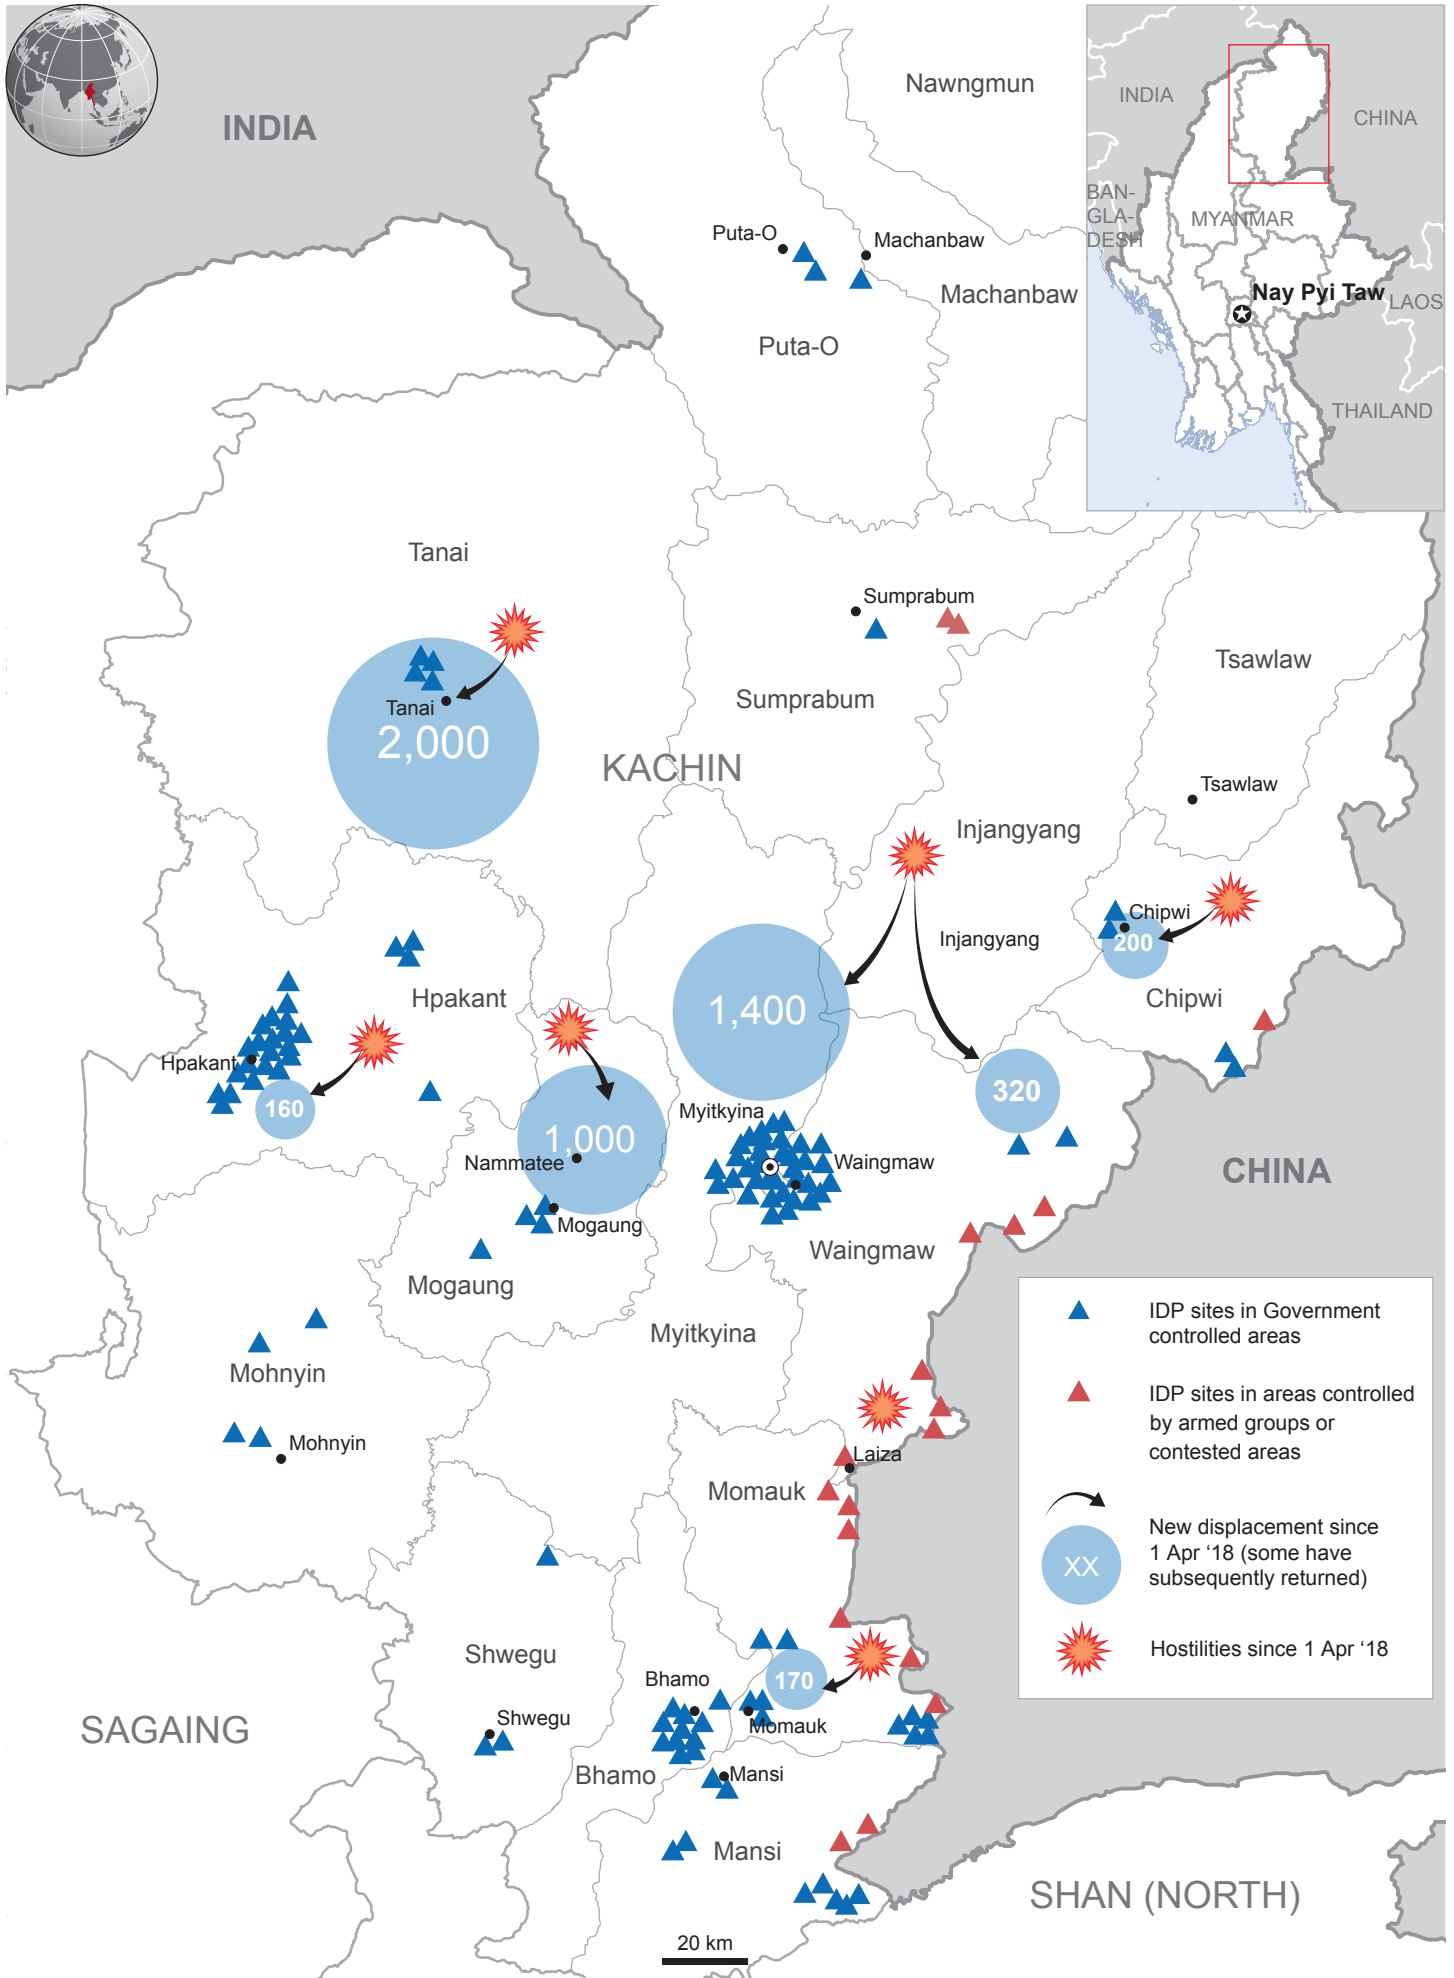 INDIA
Nawngmun
INDIA
CHINA
BAN-
GLA-
DESH
MYANMAR
Nay Pyi Taw
LAOS
THAILAND
Puta-O
Machanbaw
Machanbaw
Puta-O
Tanai
Sumprabum
Tsawlaw
Sumprabum
Tanai
2,000
KACHIN
Tsawlaw
Injangyang
Chipwi
200
Injangyang
Chipwi
Hpakant
1,400
Hpakant
160
320
Myitkyina
1,000
Nammatee
Waingmaw
CHINA
Mogaung
Waingmaw
Mogaung
Myitkyina
Mohnyin
Mohnyin
Laiza
Momauk
IDP sites in Government
controlled areas
IDP sites in areas controlled
by armed groups or
contested areas
New displacement since
1 Apr ‘18 (some have
subsequently returned)
XX
Hostilities since 1 Apr ‘18
Shwegu
Bhamo
170
Shwegu
Momauk
SAGAING
Bhamo
Mansi
Mansi
SHAN (NORTH)
20 km